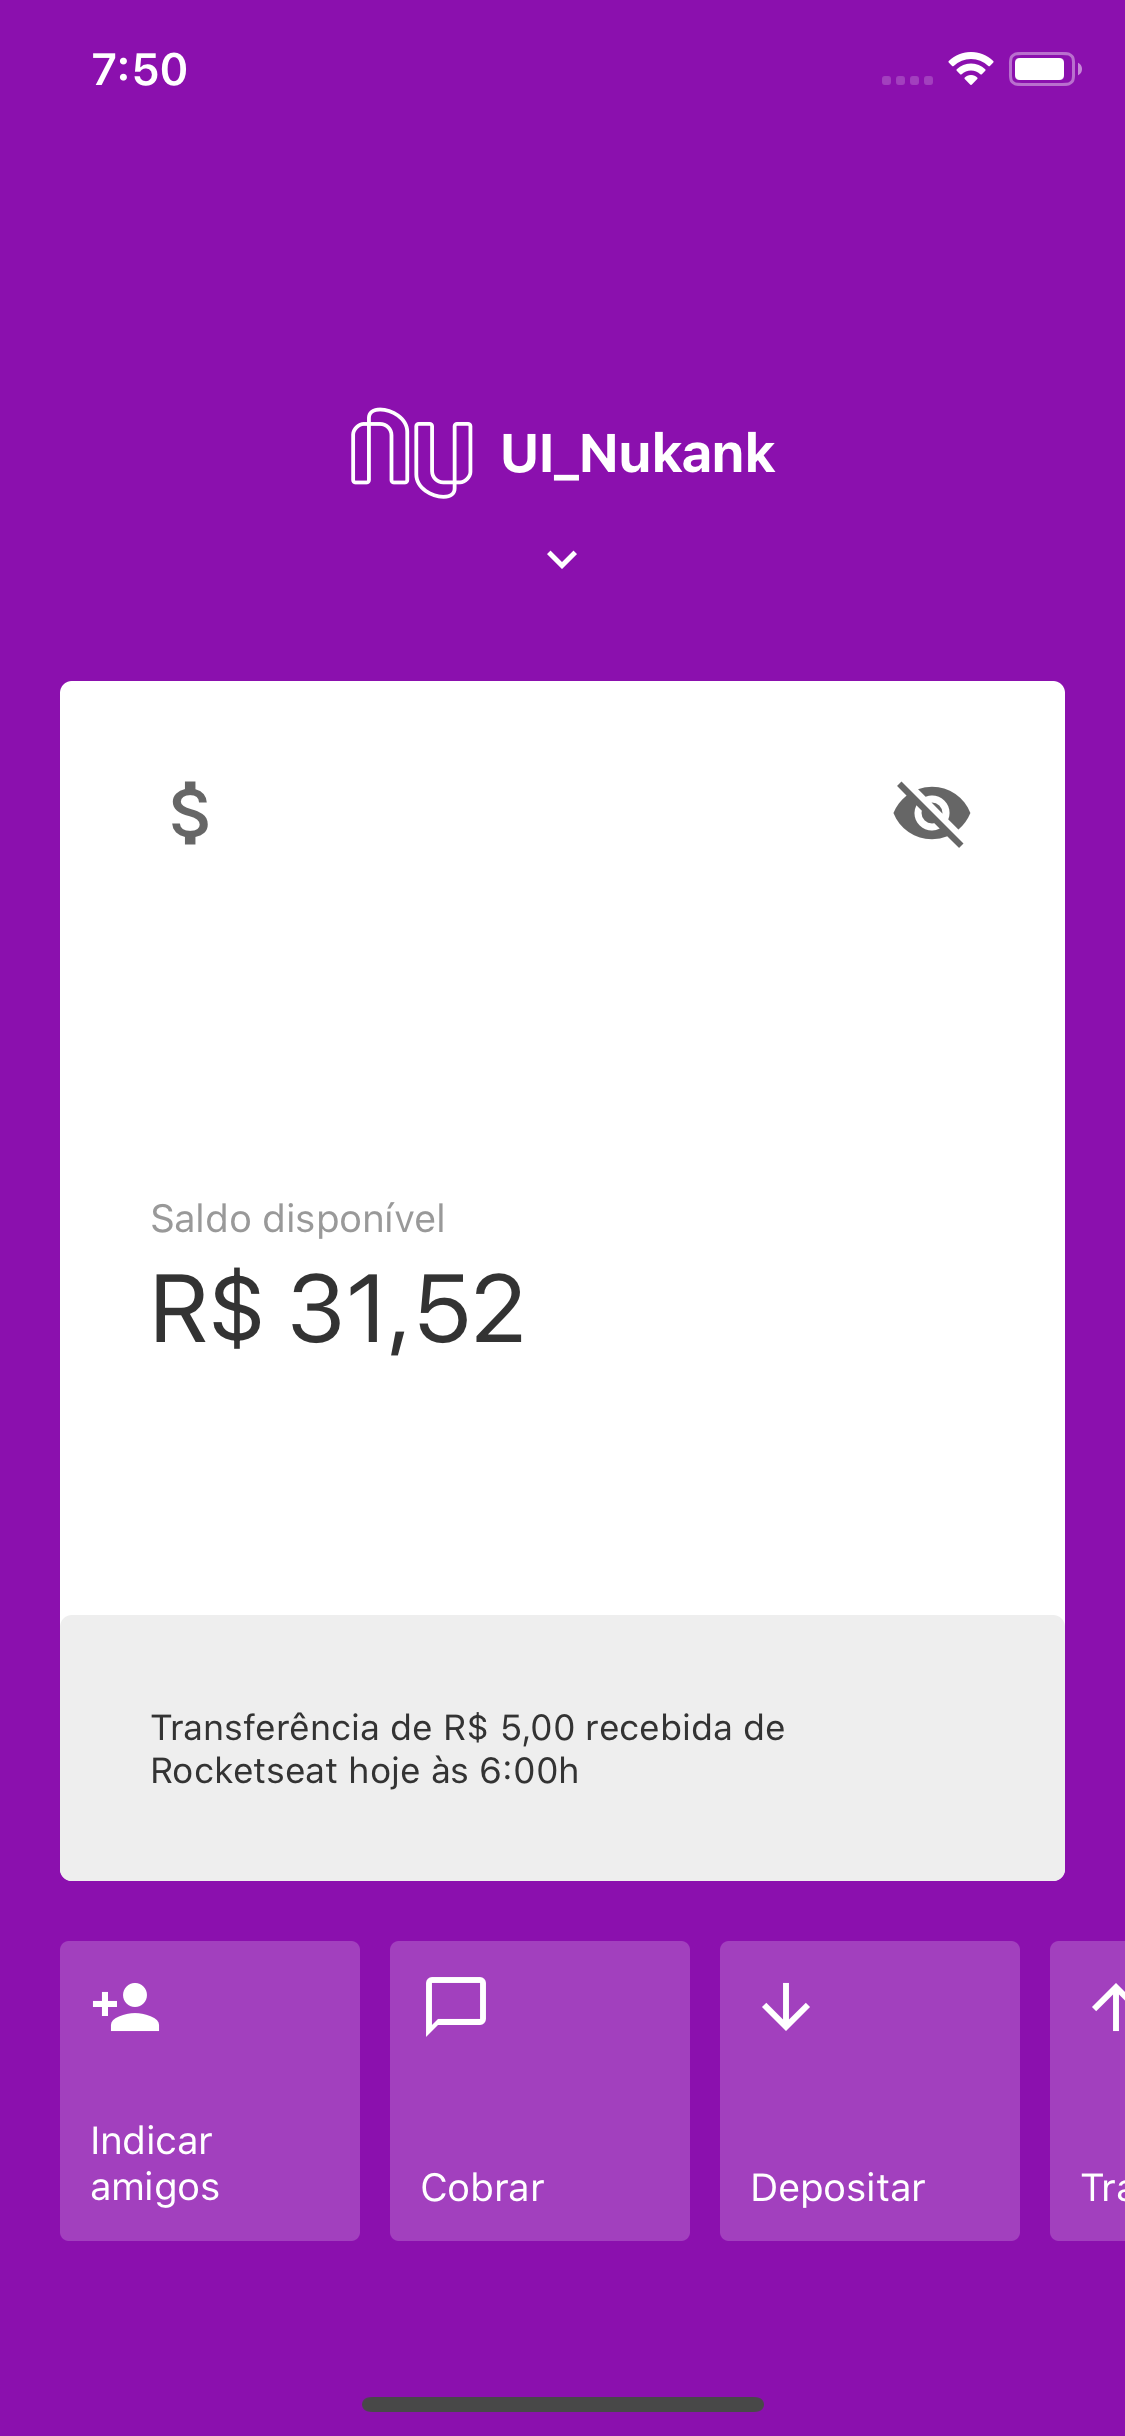 7:50
nu UI_Nukank
$
Saldo disponível
R$ 31,52
Transferência de R$ 5,00 recebida de
Rocketseat hoje às 6:00h
Indicar
amigos
Cobrar
Depositar
Tra